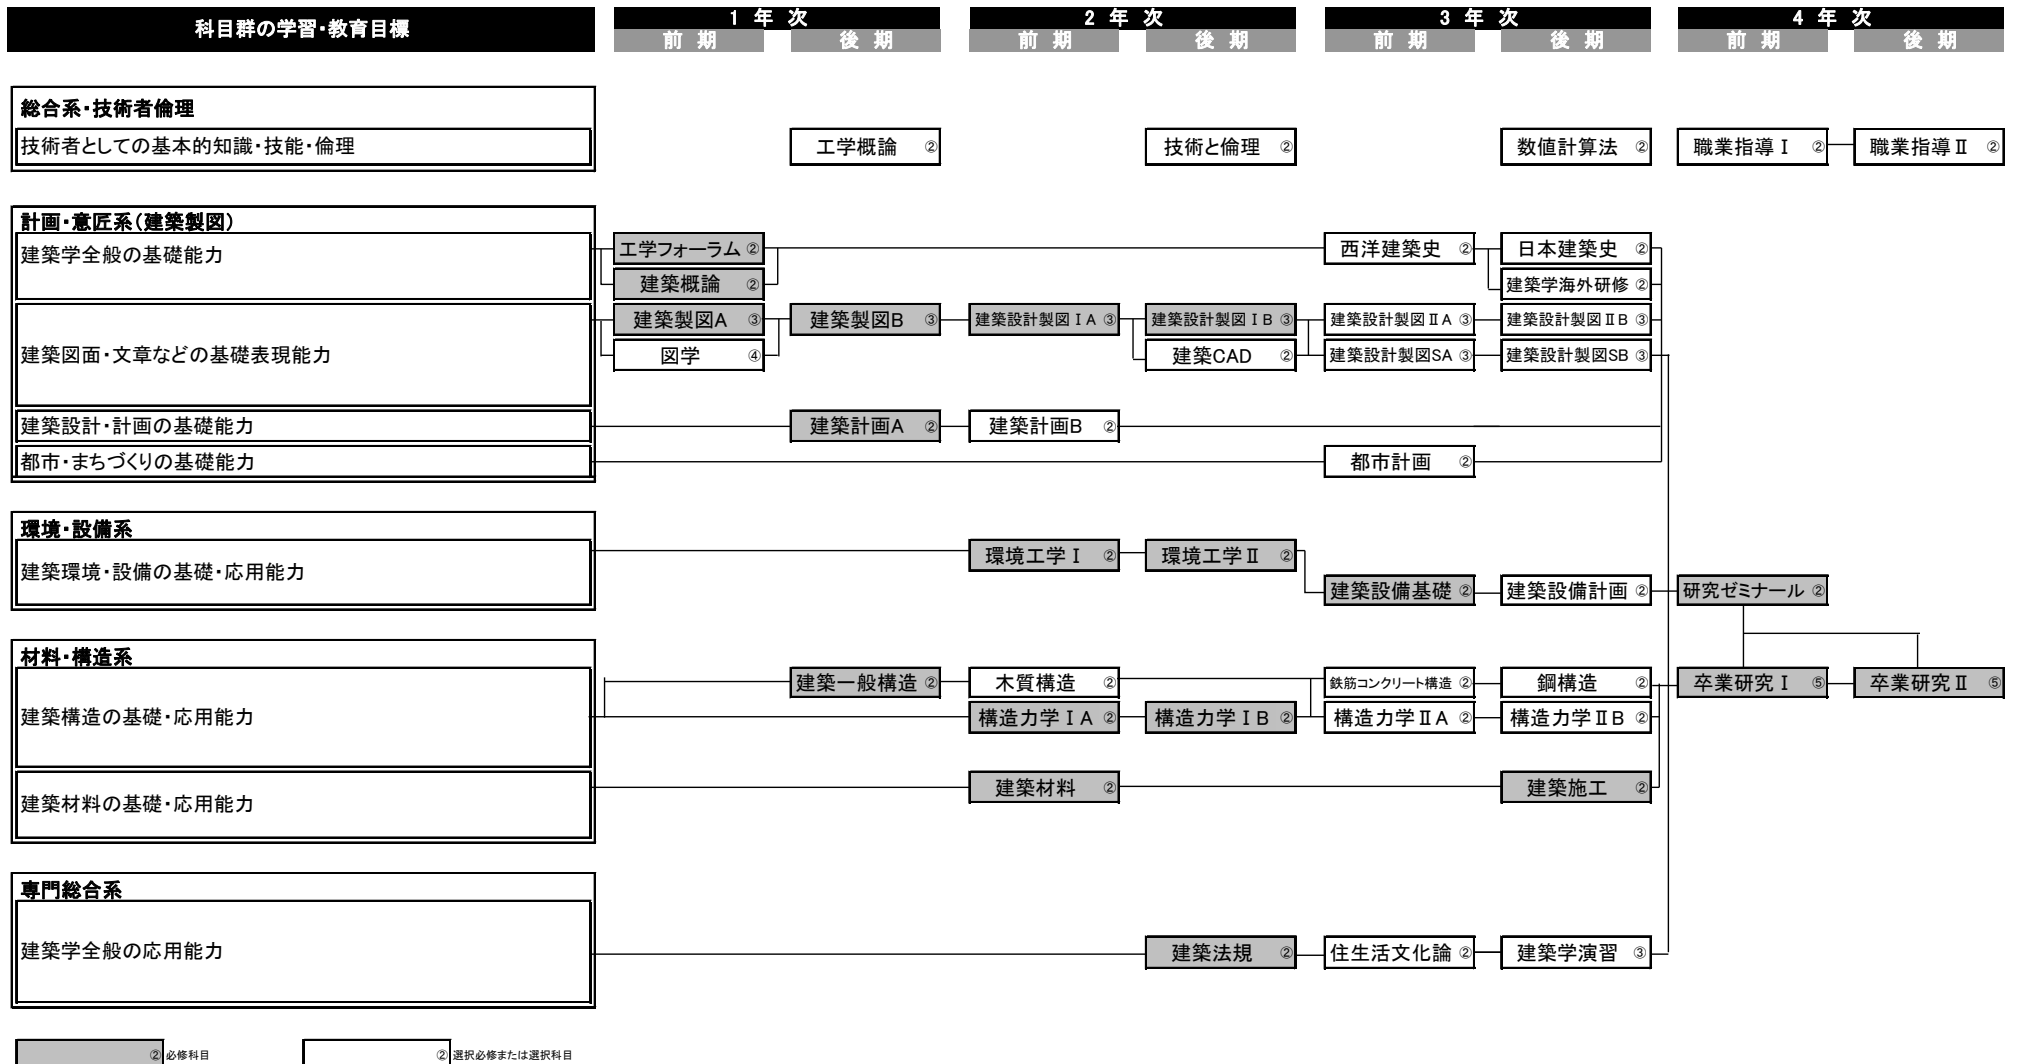 科目群の学習・教育目標 1 年 次 2 年 次 3 年 次 4 年 次
前 期 後 期 前 期 後 期 前 期 後 期 前 期 後 期
総合系・技術者倫理
技術者としての基本的知識・技能・倫理 工学概論 ② 技術と倫理 ② 数値計算法 ② 職業指導Ⅰ ② 職業指導Ⅱ ②
計画・意匠系(建築製図)
建築学全般の基礎能力 工学フォーラム ② 西洋建築史 ② 日本建築史 ②
建築概論 ② 建築学海外研修 ②
建築製図A ③ 建築製図B ③ 建築設計製図ⅠA ③ 建築設計製図ⅠB ③ 建築設計製図ⅡA ③ 建築設計製図ⅡB ③
建築図面・文章などの基礎表現能力 図学 ④ 建築CAD ② 建築設計製図SA ③ 建築設計製図SB ③
建築設計・計画の基礎能力 建築計画A ② 建築計画B ②
都市・まちづくりの基礎能力 都市計画 ②
環境・設備系
建築環境・設備の基礎・応用能力 環境工学Ⅰ ② 環境工学Ⅱ ②
建築設備基礎 ② 建築設備計画 ② 研究ゼミナール ②
材料・構造系
建築一般構造 ② 木質構造 ② 鉄筋コンクリート構造 ② 鋼構造 ② 卒業研究Ⅰ ⑤ 卒業研究Ⅱ ⑤
建築構造の基礎・応用能力 構造力学ⅠA ② 構造力学ⅠB ② 構造力学ⅡA ② 構造力学ⅡB ②
建築材料の基礎・応用能力 建築材料 ② 建築施工 ②
専門総合系
建築学全般の応用能力 建築法規 ② 住生活文化論 ② 建築学演習 ③
② 必修科目 ② 選択必修または選択科目